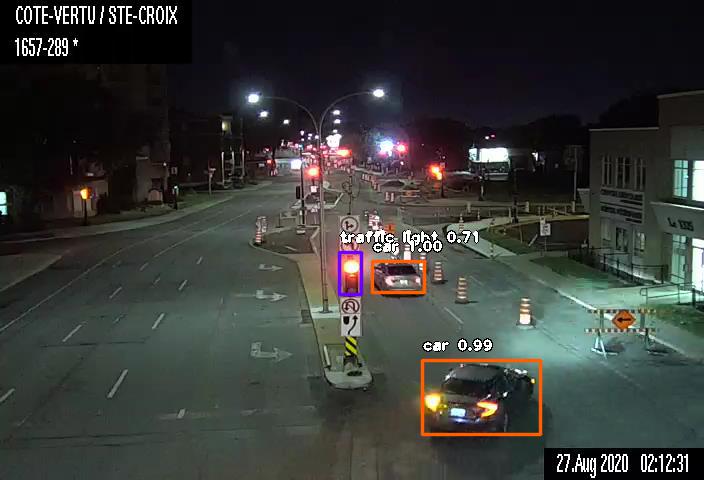 COTE-VERTU / STE-CROIX
1657-289 *
traffic light 0.71
car 1.00
car 0.99
27.Aug 2020 02:12:31